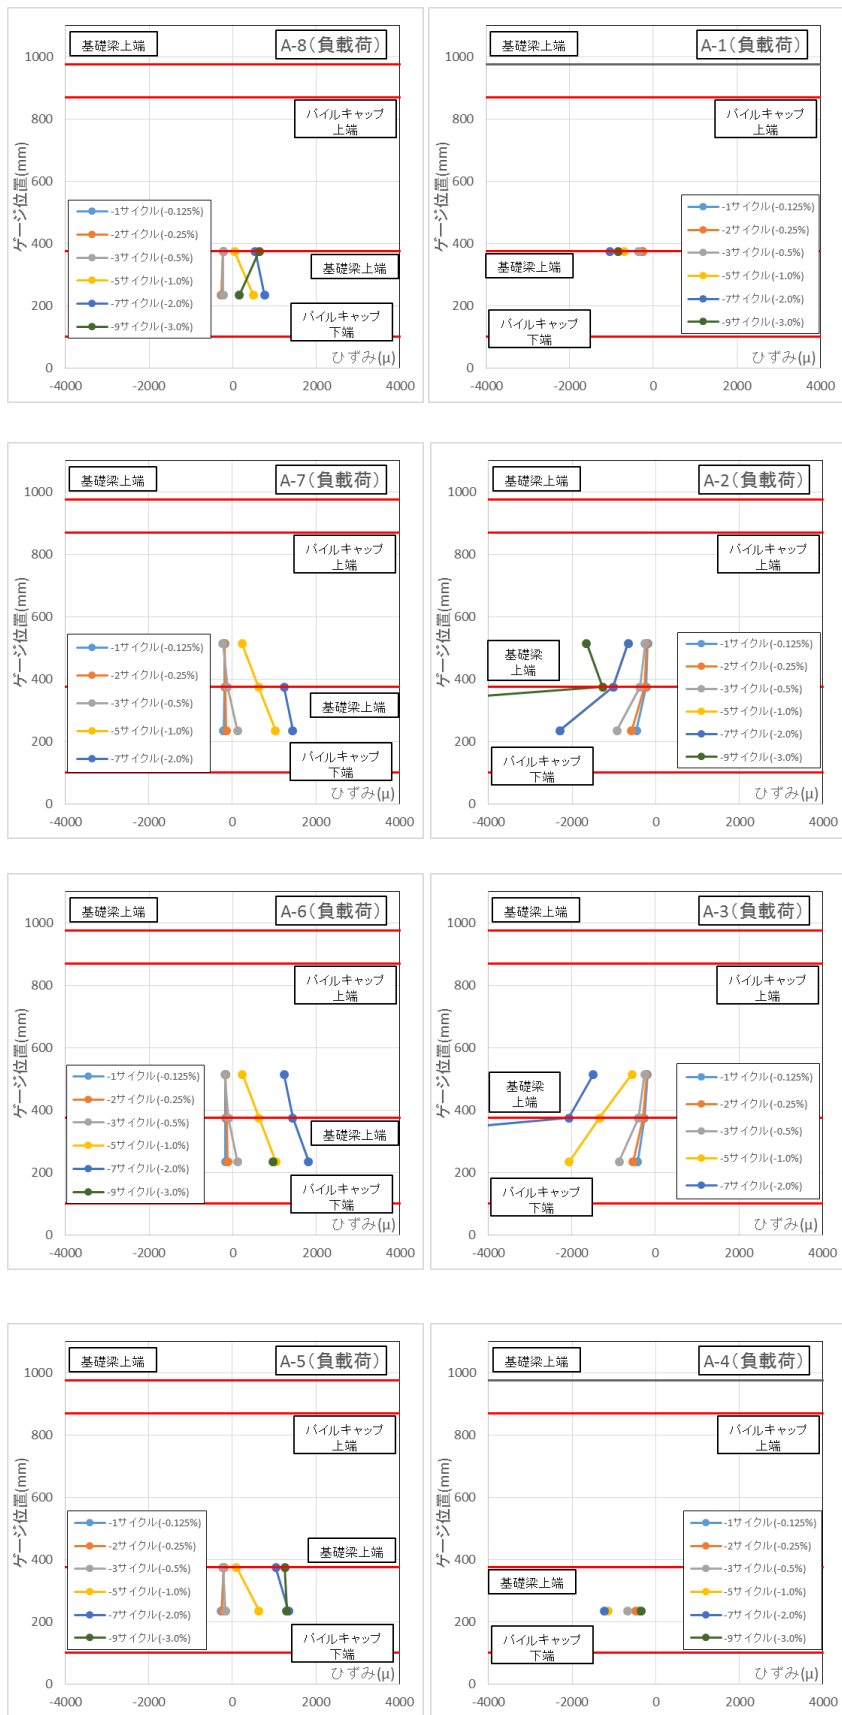 基礎梁上端
A-8(負載荷)
パイルキャップ
上端
ゲージ位置(mm)
1000
800
600
400
200
0
-1サイクル(-0.125%)
-2サイクル(-0.25%)
-3サイクル(-0.5%)
-5サイクル(-1.0%)
-7サイクル(-2.0%)
-9サイクル(-3.0%)
基礎梁上端
パイルキャップ
下端
ひずみ(μ)
-4000 -2000 0 2000 4000
基礎梁上端
A-1(負載荷)
パイルキャップ
上端
ゲージ位置(mm)
1000
800
600
400
200
0
-1サイクル(-0.125%)
-2サイクル(-0.25%)
-3サイクル(-0.5%)
-5サイクル(-1.0%)
-7サイクル(-2.0%)
-9サイクル(-3.0%)
基礎梁上端
パイルキャップ
下端
ひずみ(μ)
-4000 -2000 0 2000 4000
基礎梁上端
A-7(負載荷)
パイルキャップ
上端
ゲージ位置(mm)
1000
800
600
400
200
0
-1サイクル(-0.125%)
-2サイクル(-0.25%)
-3サイクル(-0.5%)
-5サイクル(-1.0%)
-7サイクル(-2.0%)
基礎梁上端
パイルキャップ
下端
ひずみ(μ)
-4000 -2000 0 2000 4000
基礎梁上端
A-2(負載荷)
パイルキャップ
上端
ゲージ位置(mm)
1000
800
600
400
200
0
基礎梁
上端
-1サイクル(-0.125%)
-2サイクル(-0.25%)
-3サイクル(-0.5%)
-5サイクル(-1.0%)
-7サイクル(-2.0%)
-9サイクル(-3.0%)
パイルキャップ
下端
ひずみ(μ)
-4000 -2000 0 2000 4000
基礎梁上端
A-6(負載荷)
パイルキャップ
上端
ゲージ位置(mm)
1000
800
600
400
200
0
-1サイクル(-0.125%)
-2サイクル(-0.25%)
-3サイクル(-0.5%)
-5サイクル(-1.0%)
-7サイクル(-2.0%)
-9サイクル(-3.0%)
基礎梁上端
パイルキャップ
下端
ひずみ(μ)
-4000 -2000 0 2000 4000
基礎梁上端
A-3(負載荷)
パイルキャップ
上端
ゲージ位置(mm)
1000
800
600
400
200
0
基礎梁
上端
-1サイクル(-0.125%)
-2サイクル(-0.25%)
-3サイクル(-0.5%)
-5サイクル(-1.0%)
-7サイクル(-2.0%)
パイルキャップ
下端
ひずみ(μ)
-4000 -2000 0 2000 4000
基礎梁上端
A-5(負載荷)
パイルキャップ
上端
ゲージ位置(mm)
1000
800
600
400
200
0
-1サイクル(-0.125%)
-2サイクル(-0.25%)
-3サイクル(-0.5%)
-5サイクル(-1.0%)
-7サイクル(-2.0%)
-9サイクル(-3.0%)
基礎梁上端
パイルキャップ
下端
ひずみ(μ)
-4000 -2000 0 2000 4000
基礎梁上端
A-4(負載荷)
パイルキャップ
上端
ゲージ位置(mm)
1000
800
600
400
200
0
-1サイクル(-0.125%)
-2サイクル(-0.25%)
-3サイクル(-0.5%)
-5サイクル(-1.0%)
-7サイクル(-2.0%)
-9サイクル(-3.0%)
基礎梁上端
パイルキャップ
下端
ひずみ(μ)
-4000 -2000 0 2000 4000